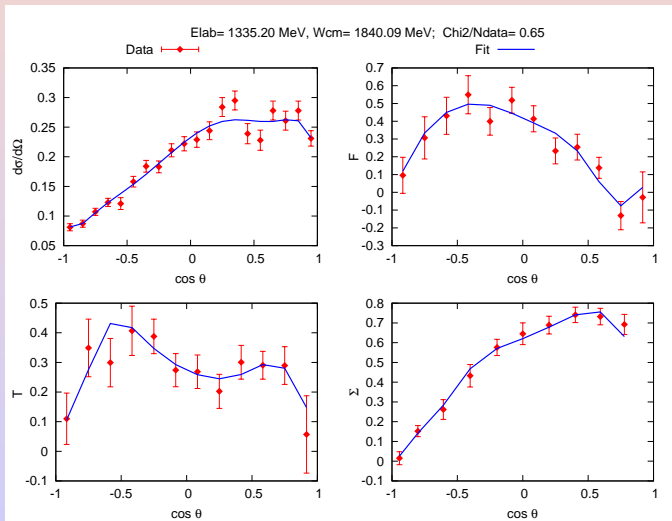 Elab= 1335.20 MeV, Wcm= 1840.09 MeV;  Chi2/Ndata= 0.65
Data Fit
0.35
0.3
0.25
0.2
0.15
0.1
0.05
dσ/dΩ
-1 -0.5 0 0.5 1
cos θ
0.7
0.6
0.5
0.4
0.3
0.2
0.1
0
-0.1
-0.2
-0.3
F
-1 -0.5 0 0.5 1
cos θ
0.5
0.4
0.3
0.2
0.1
0
-0.1
T
-1 -0.5 0 0.5 1
cos θ
0.8
0.7
0.6
0.5
0.4
0.3
0.2
0.1
0
-0.1
Σ
-1 -0.5 0 0.5 1
cos θ